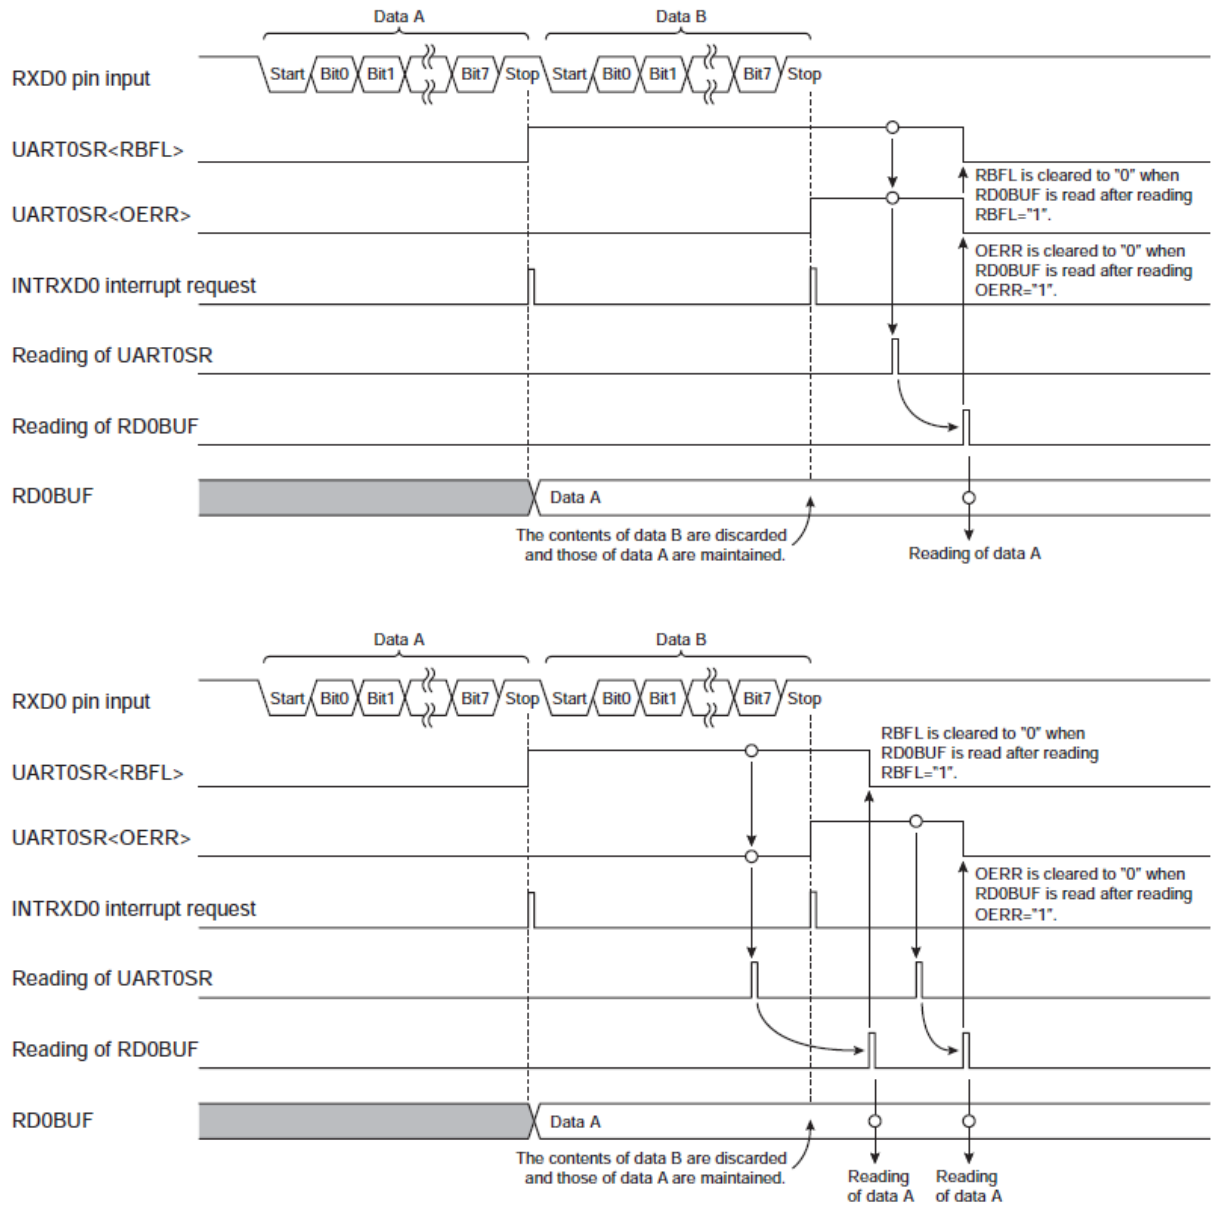 Data A
Data B
RXD0 pin input
Start Bit0 Bit1 Bit7 Stop Start Bit0 Bit1 Bit7 Stop
UART0SR<RBFL>
RBFL is cleared to "0" when
RD0BUF is read after reading
RBFL="1".
UART0SR<OERR>
OERR is cleared to "0" when
RD0BUF is read after reading
OERR="1".
INTRXD0 interrupt request
Reading of UART0SR
Reading of RD0BUF
RD0BUF
Data A
The contents of data B are discarded
and those of data A are maintained.
Reading of data A
Data A
Data B
RXD0 pin input
Start Bit0 Bit1 Bit7 Stop Start Bit0 Bit1 Bit7 Stop
RBFL is cleared to "0" when
RD0BUF is read after reading
RBFL="1".
UART0SR<RBFL>
UART0SR<OERR>
OERR is cleared to "0" when
RD0BUF is read after reading
OERR="1".
INTRXD0 interrupt request
Reading of UART0SR
Reading of RD0BUF
RD0BUF
Data A
The contents of data B are discarded
and those of data A are maintained.
Reading
of data A
Reading
of data A